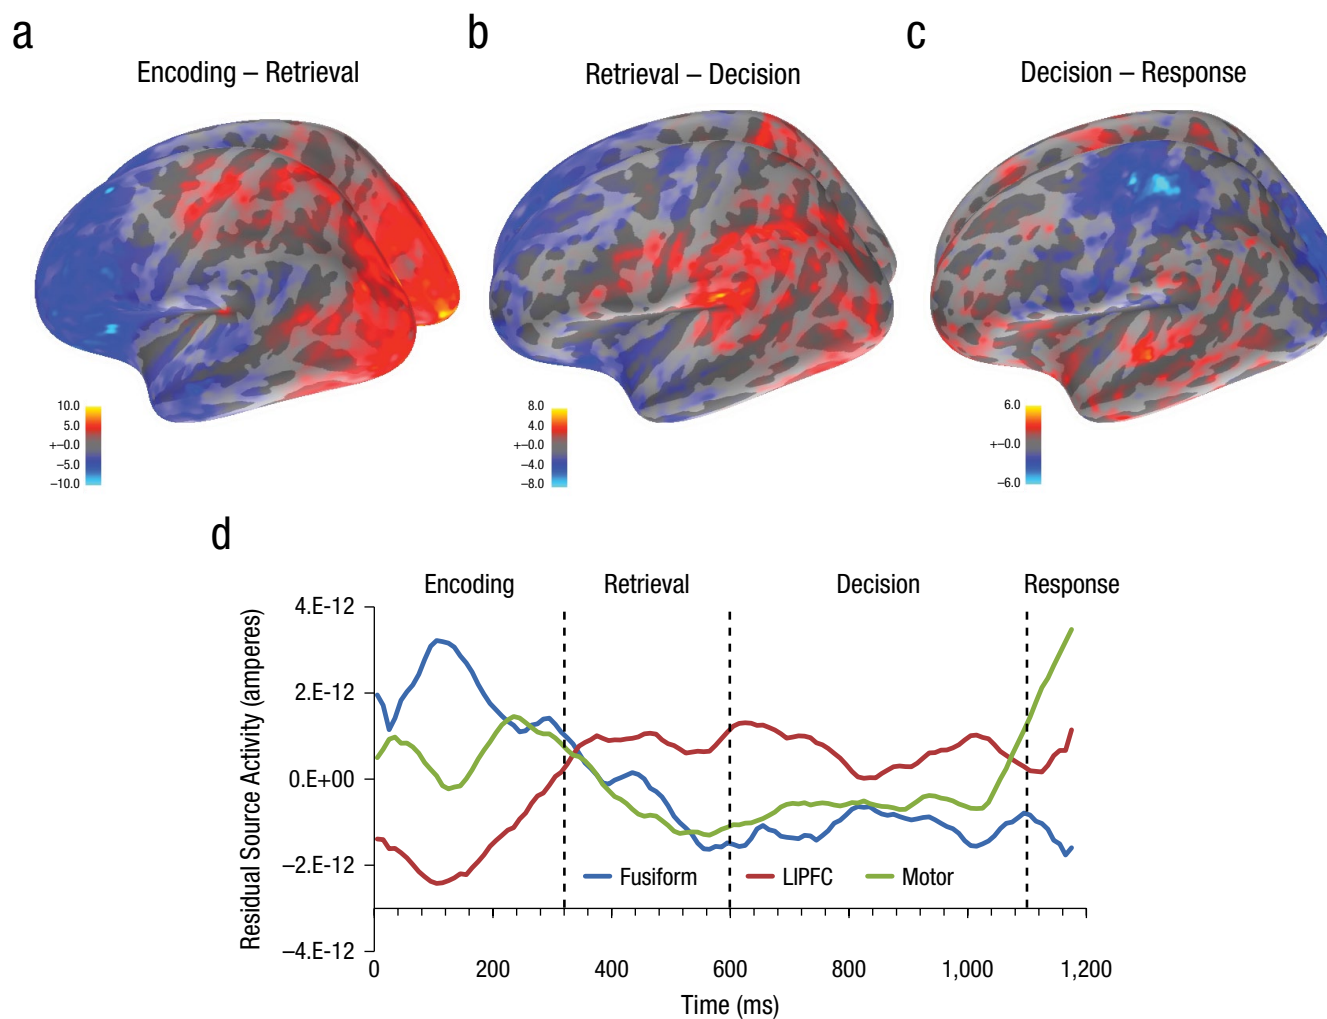 a
b
c
Encoding – Retrieval
Retrieval – Decision
Decision – Response
10.0
5.0
+–0.0
–5.0
–10.0
8.0
4.0
+–0.0
–4.0
–8.0
6.0
+–0.0
–6.0
d
Encoding
Retrieval
Decision
Response
Residual Source Activity (amperes)
4.E-12
2.E-12
0.E+00
–2.E-12
–4.E-12
Fusiform
LIPFC
Motor
0
200
400
600
800
1,000
1,200
Time (ms)